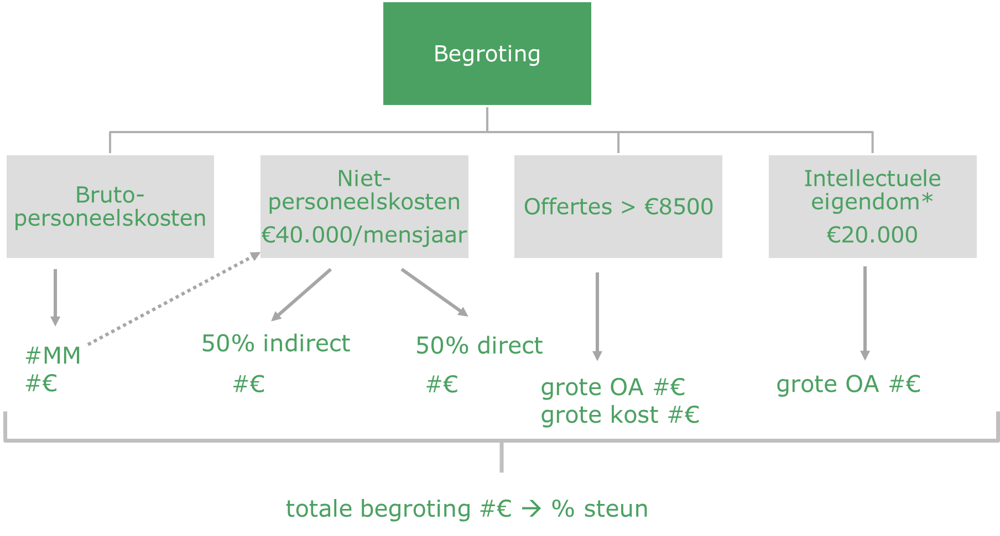 Begroting
Bruto-
personeelskosten
Niet-
personeelskosten
€40.000/mensjaar
Offertes > €8500
Intellectuele
eigendom*
€20.000
#MM
#€
50% indirect
#€
50% direct
#€
grote OA #€
grote kost #€
grote OA #€
totale begroting #€ → % steun